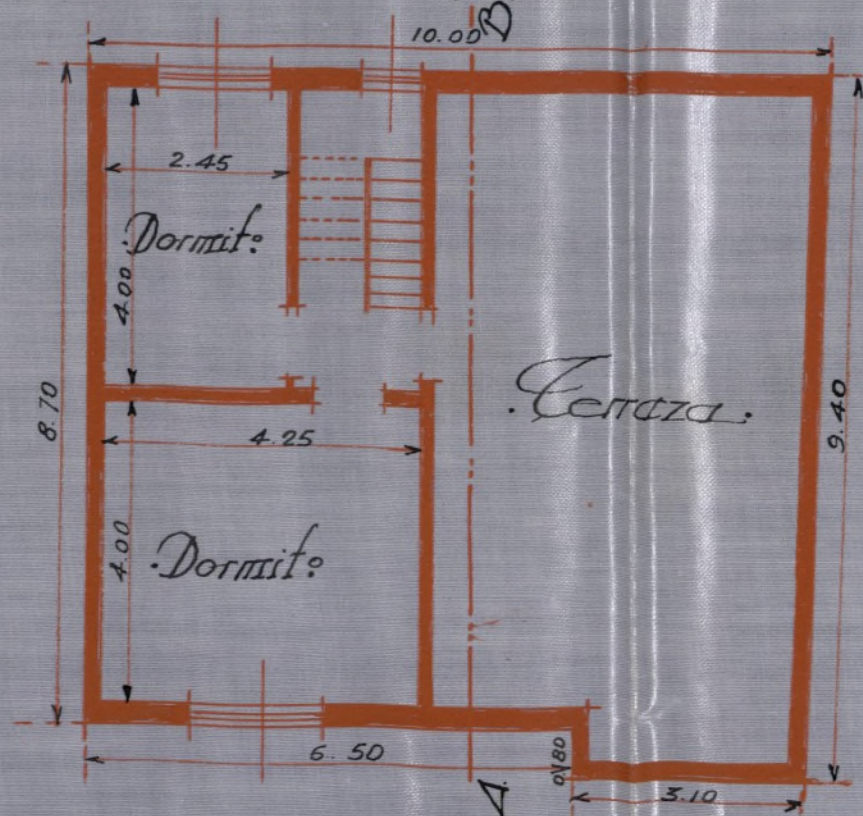 10.00
B
2.45
.Dormit:
4.00
8.70
.Terraza.
9.40
4.25
4.00
.Dormit:
6.50
0.80
A.
3.10